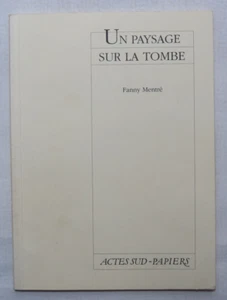 UN PAYSAGE
SUR LA TOMBE
Fanny Mentré
ACTES SUD - PAPIERS